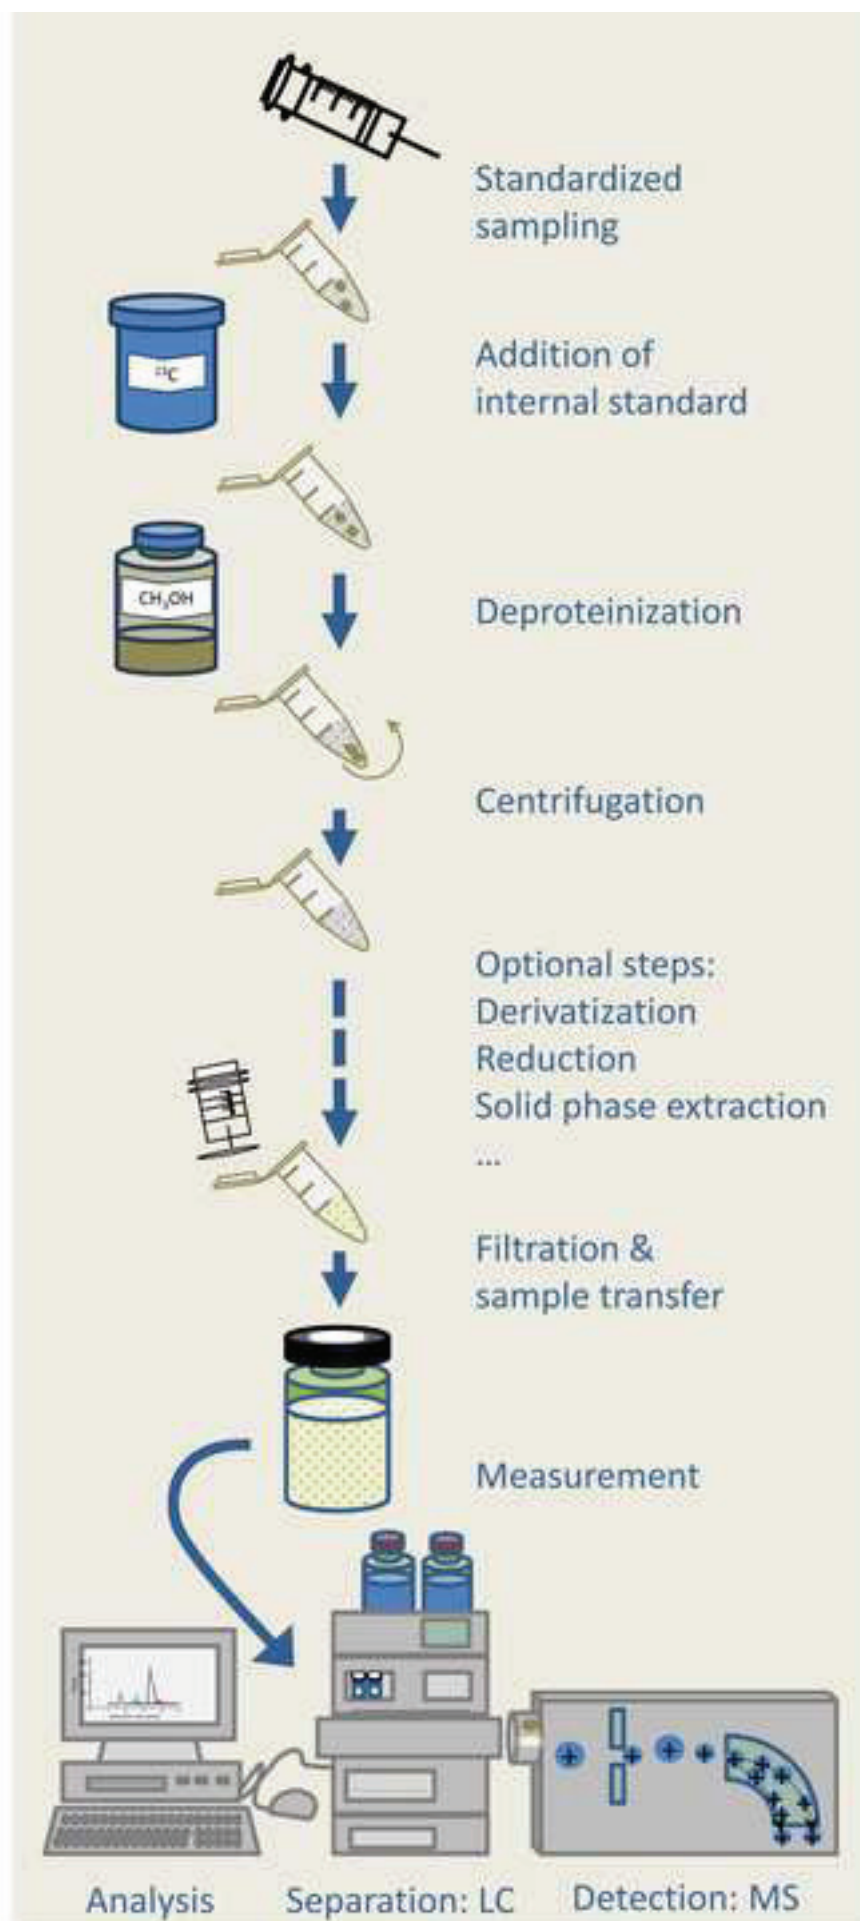 Standardized
sampling
Addition of
internal standard
¹³C
CH₃OH
Deproteinization
Centrifugation
Optional steps:
Derivatization
Reduction
Solid phase extraction
...
Filtration &
sample transfer
Measurement
Analysis
Separation: LC
Detection: MS